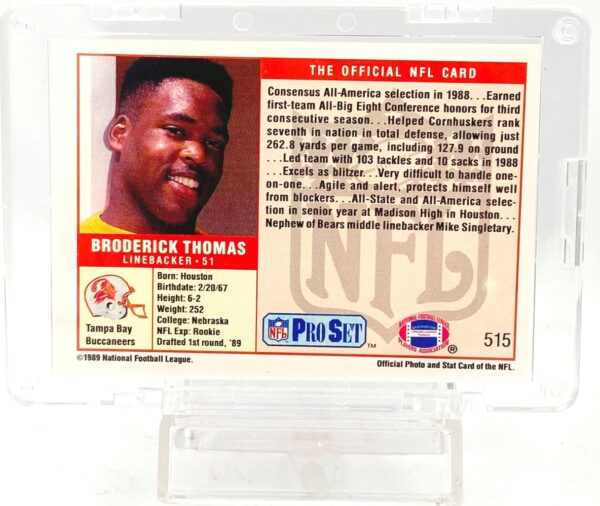 THE OFFICIAL NFL CARD
Consensus All-America selection in 1988. . .Earned
first-team All-Big Eight Conference honors for third
consecutive season. . .Helped Cornhuskers rank
seventh in nation in total defense, allowing just
262.8 yards per game, including 127.9 on ground
. . .Led team with 103 tackles and 10 sacks in 1988
. . .Excels as blitzer. . .Very difficult to handle one-
on-one. . .Agile and alert, protects himself well
from blockers. . .All-State and All-America selec-
tion in senior year at Madison High in Houston. . .
Nephew of Bears middle linebacker Mike Singletary.
NFL
BRODERICK THOMAS
LINEBACKER • 51
Tampa Bay
Buccaneers
Born: Houston
Birthdate: 2/20/67
Height: 6-2
Weight: 252
College: Nebraska
NFL Exp: Rookie
Drafted 1st round, '89
NFL PRO SET ™
NATIONAL FOOTBALL LEAGUE
PLAYERS ASSOCIATION ®
515
©1989 National Football League.
Official Photo and Stat Card of the NFL.